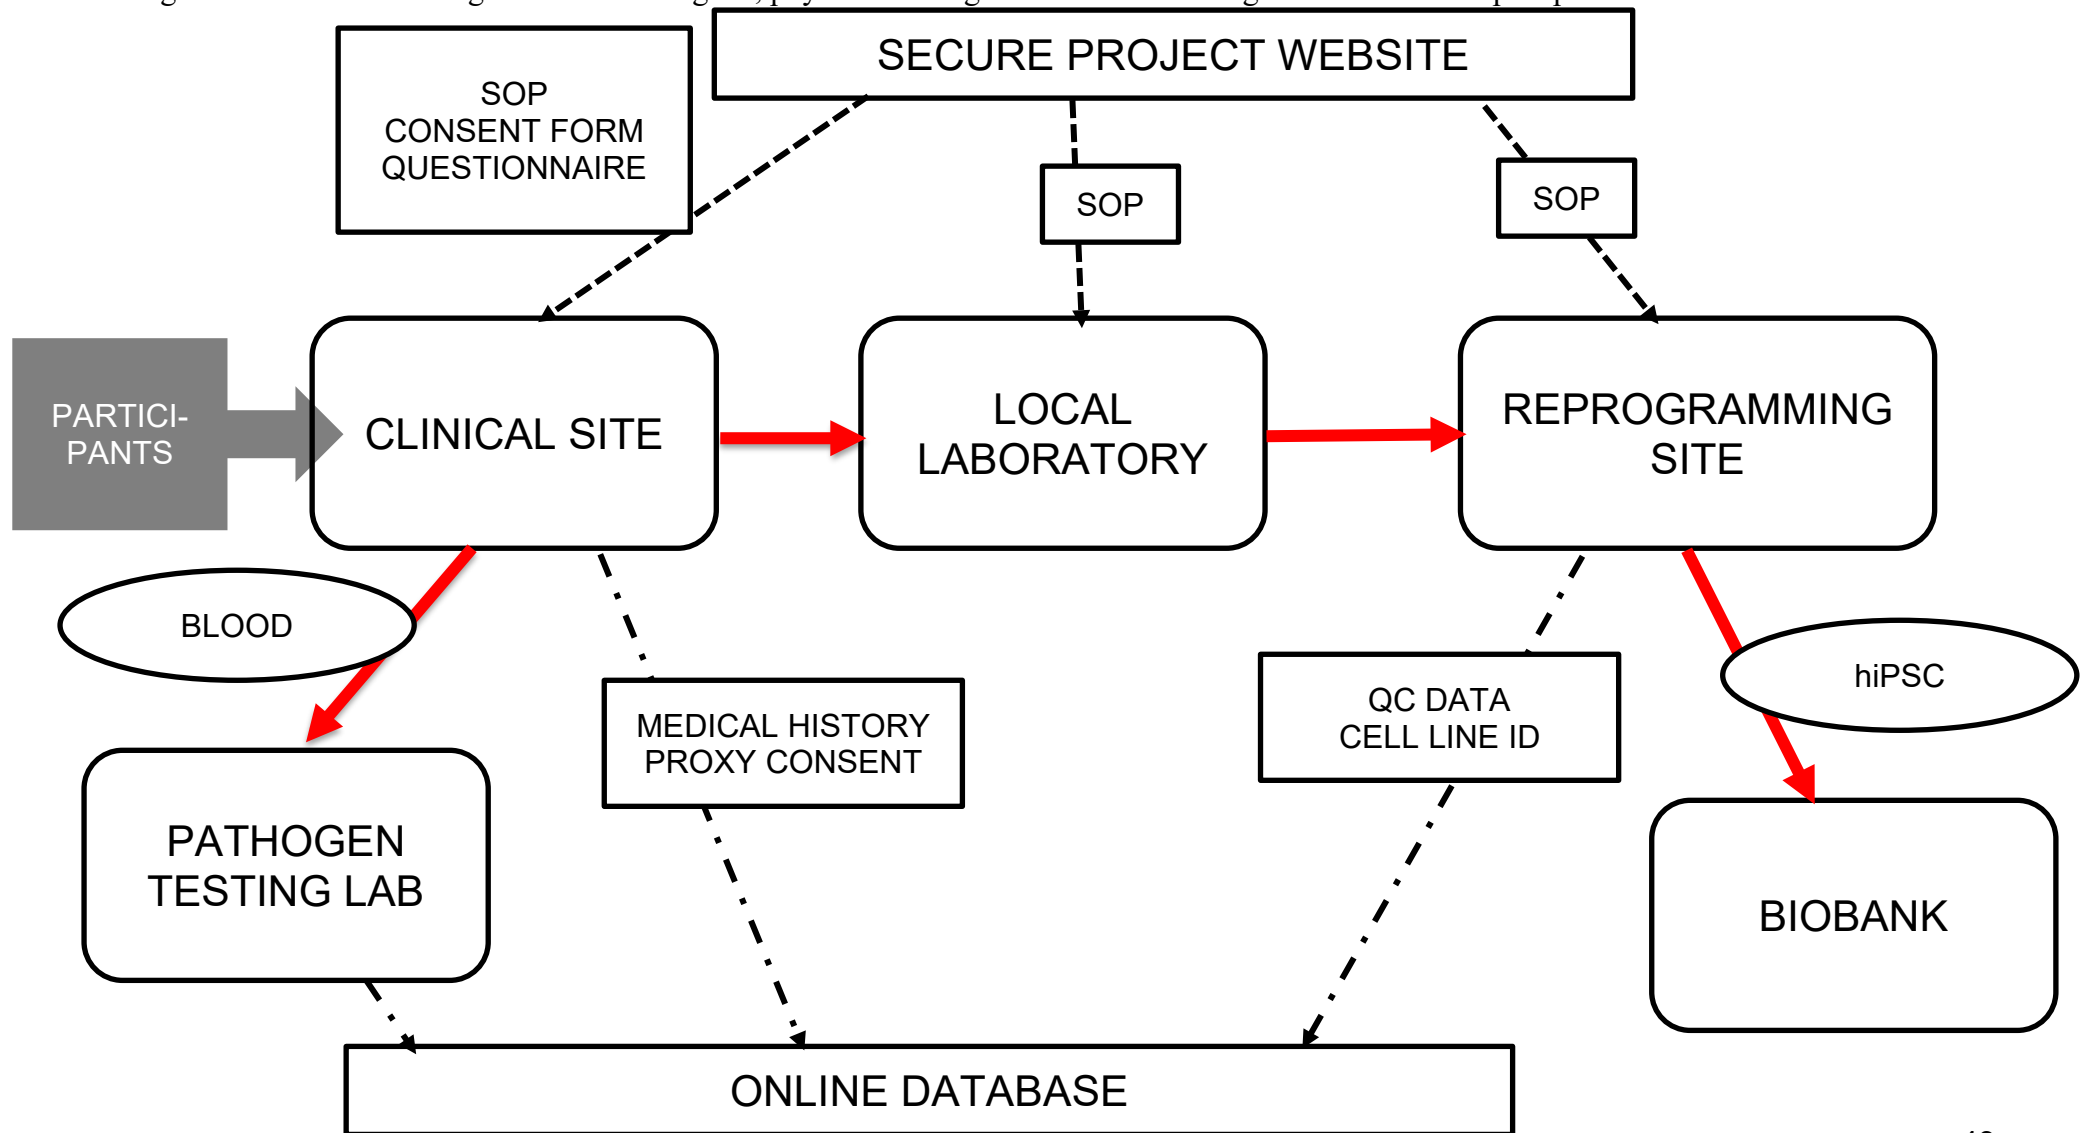 SECURE PROJECT WEBSITE
SOP
CONSENT FORM
QUESTIONNAIRE
SOP
SOP
PARTICI-
PANTS
CLINICAL SITE
LOCAL
LABORATORY
REPROGRAMMING
SITE
BLOOD
hiPSC
MEDICAL HISTORY
PROXY CONSENT
QC DATA
CELL LINE ID
PATHOGEN
TESTING LAB
BIOBANK
ONLINE DATABASE